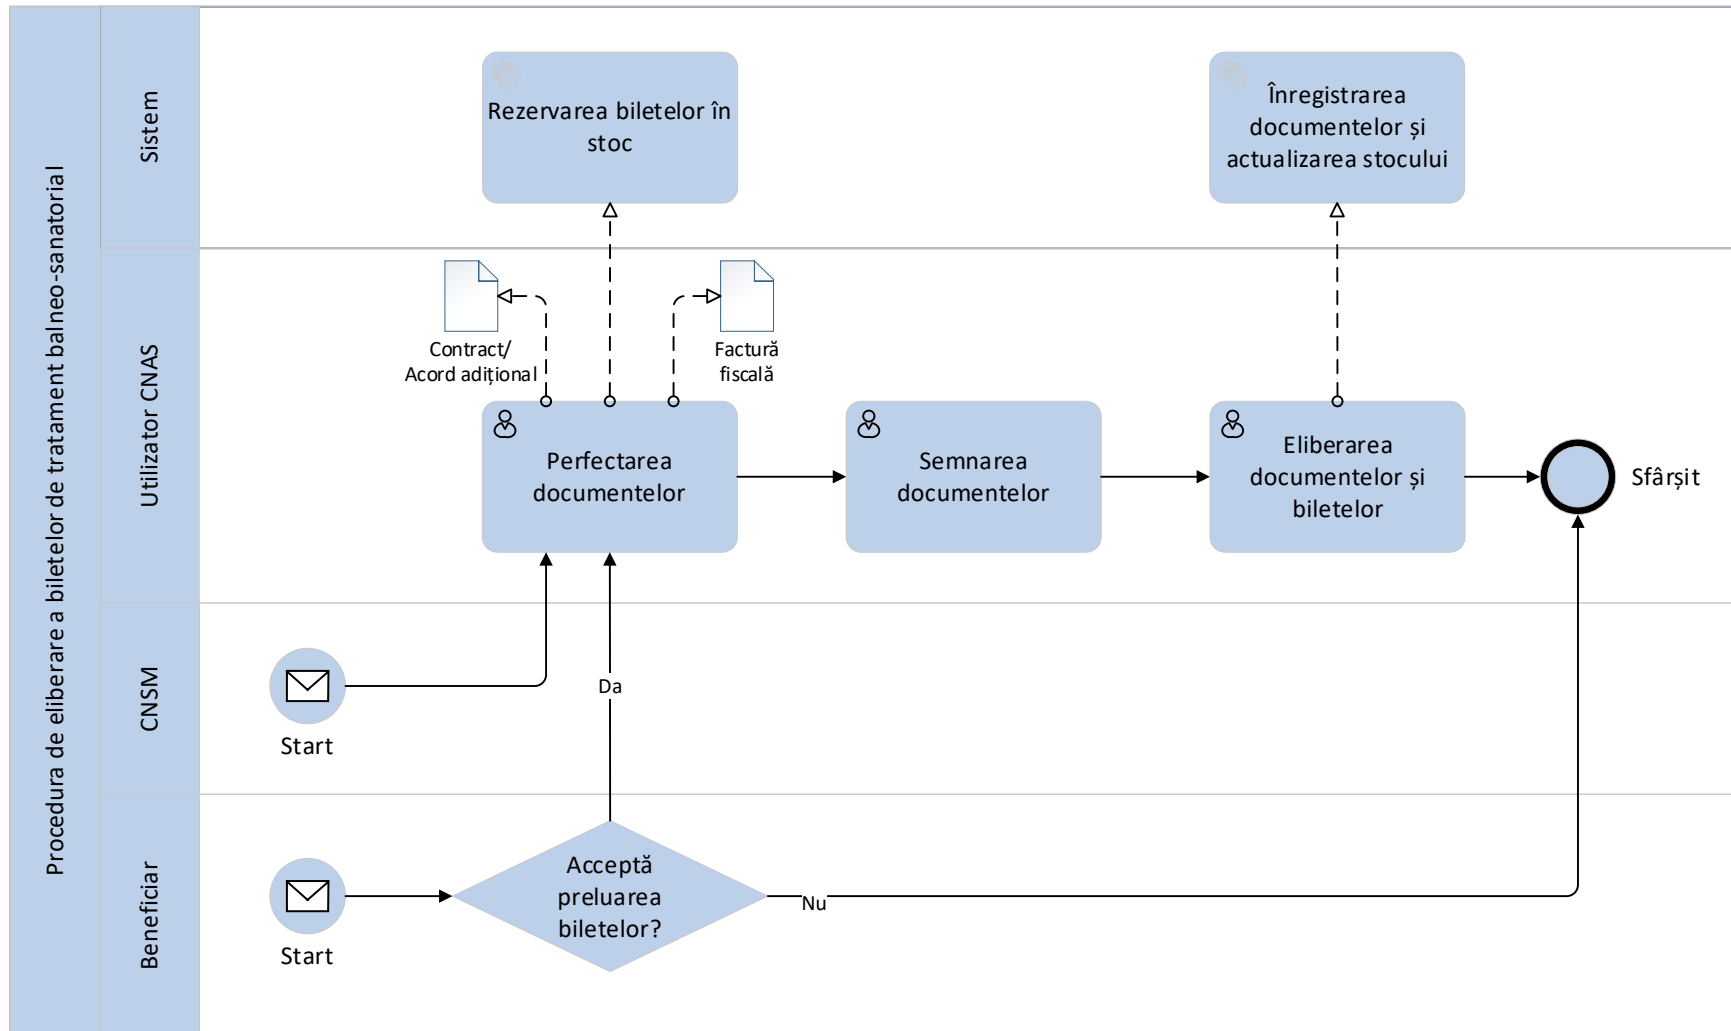 Procedura de eliberare a biletelor de tratament balneo-sanatorial
Sistem
Rezervarea biletelor în
stoc
Înregistrarea
documentelor și
actualizarea stocului
Utilizator CNAS
Contract/
Acord adițional
Factură
fiscală
Perfectarea
documentelor
Semnarea
documentelor
Eliberarea
documentelor și
biletelor
Sfârșit
CNSM
Start
Da
Beneficiar
Start
Acceptă
preluarea
biletelor?
Nu